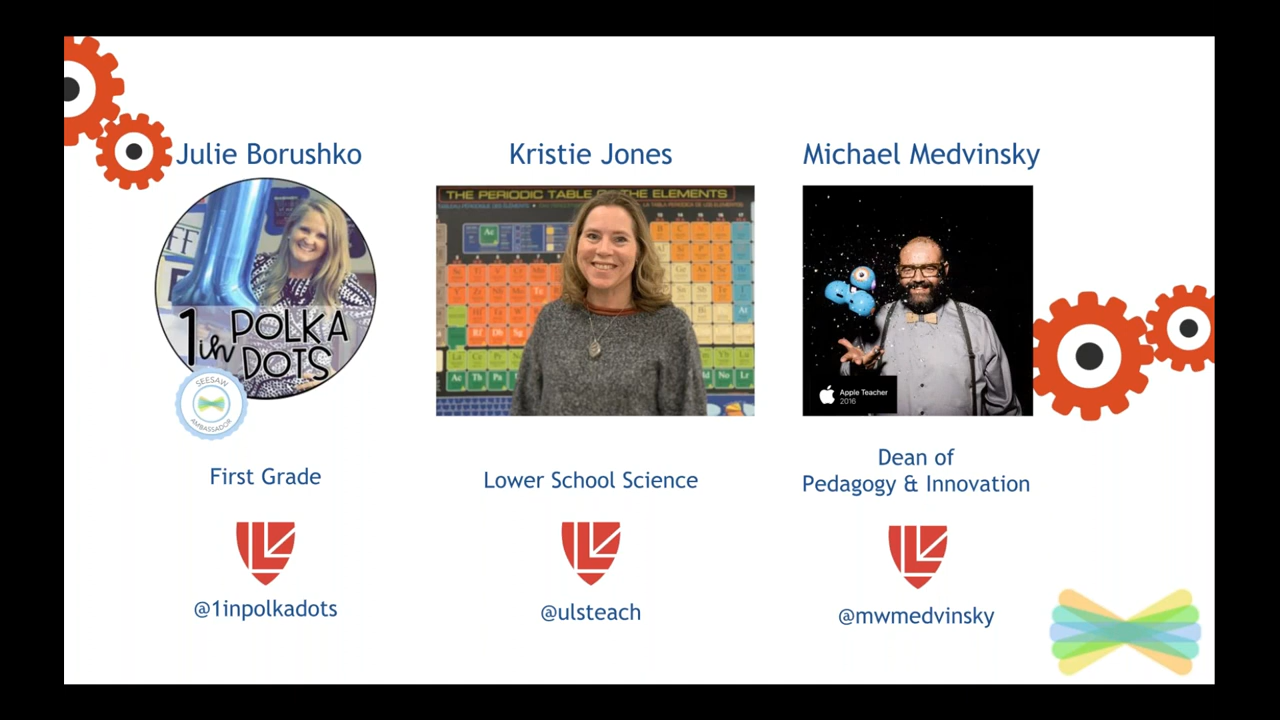 Julie Borushko
Kristie Jones
Michael Medvinsky
1 in POLKA
DOTS
SEESAW
AMBASSADOR
THE PERIODIC TABLE OF THE ELEMENTS
Apple Teacher
2016
First Grade
Lower School Science
Dean of
Pedagogy & Innovation
@1inpolkadots
@ulsteach
@mwmedvinsky